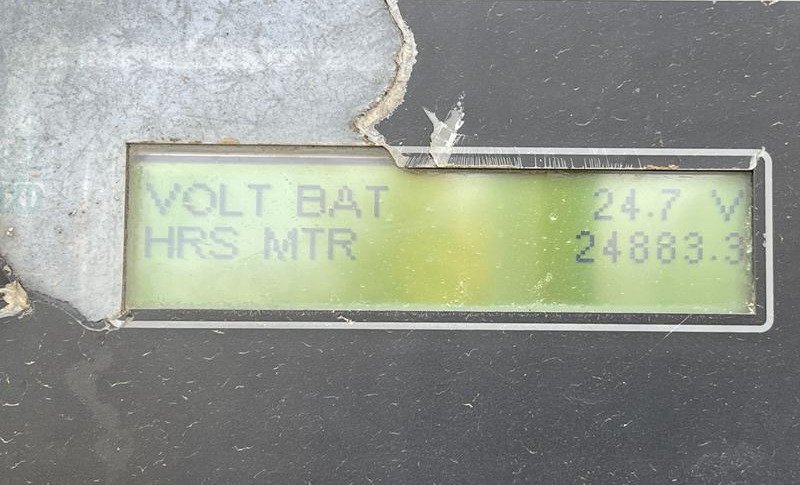 VOLT BAT 24.7 V
HRS MTR 24883.3